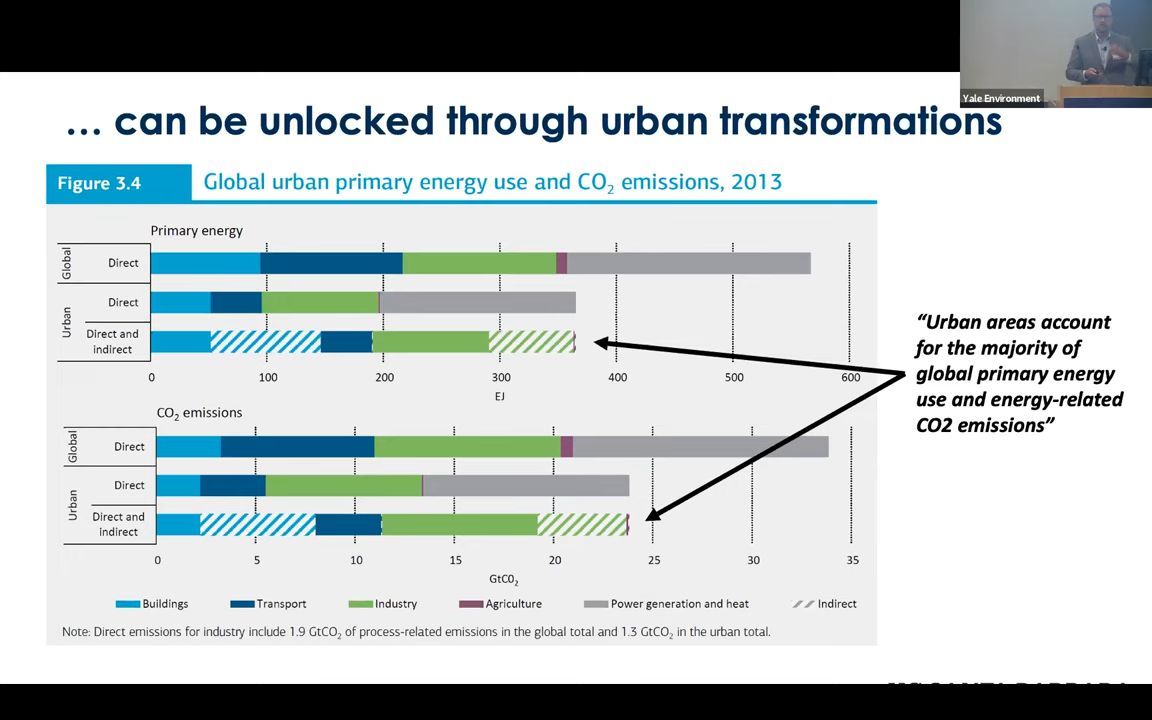 Yale Environment
... can be unlocked through urban transformations
Figure 3.4
Global urban primary energy use and CO2 emissions, 2013
Primary energy
Global
Direct
Urban
Direct
Direct and
indirect
0 100 200 300 400 500 600
EJ
CO2 emissions
Global
Direct
Urban
Direct
Direct and
indirect
0 5 10 15 20 25 30 35
GtCO2
Buildings Transport Industry Agriculture Power generation and heat Indirect
Note: Direct emissions for industry include 1.9 GtCO2 of process-related emissions in the global total and 1.3 GtCO2 in the urban total.
“Urban areas account
for the majority of
global primary energy
use and energy-related
CO2 emissions”